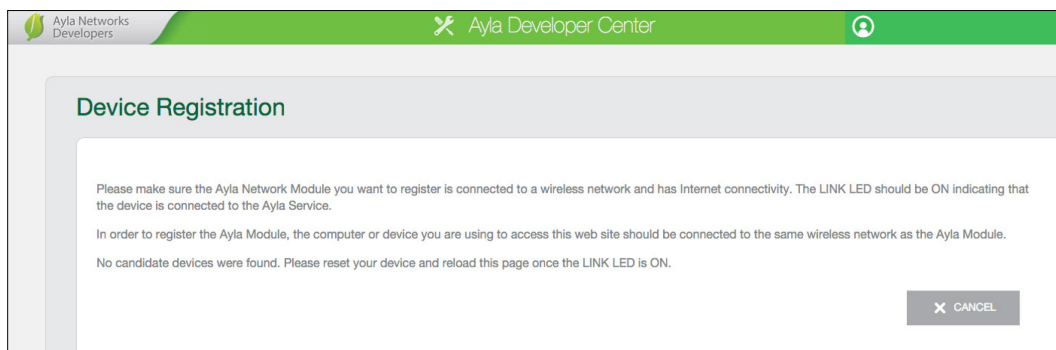 Ayla Networks
Developers
Ayla Developer Center
Device Registration
Please make sure the Ayla Network Module you want to register is connected to a wireless network and has Internet connectivity. The LINK LED should be ON indicating that
the device is connected to the Ayla Service.
In order to register the Ayla Module, the computer or device you are using to access this web site should be connected to the same wireless network as the Ayla Module.
No candidate devices were found. Please reset your device and reload this page once the LINK LED is ON.
CANCEL